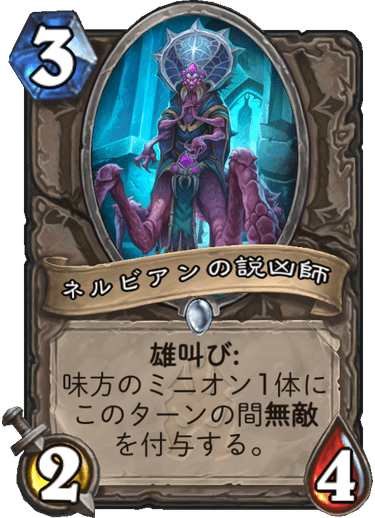 3
ネルビアンの説凶師
雄叫び:
味方のミニオン1体に
このターンの間無敵
を付与する。
2
4